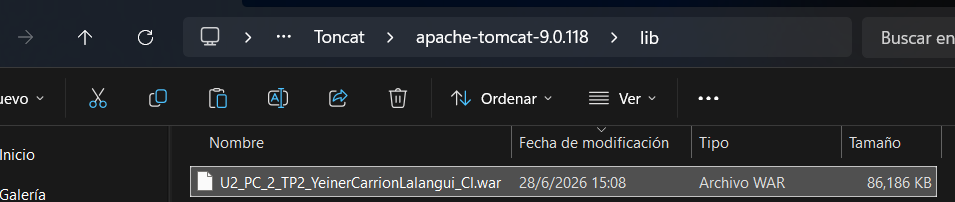 Toncat > apache-tomcat-9.0.118 > lib
Buscar en
uevo
Ordenar
Ver
Nombre Fecha de modificación Tipo Tamaño
Inicio
U2_PC_2_TP2_YeinerCarrionLalangui_CI.war 28/6/2026 15:08 Archivo WAR 86,186 KB
Galería